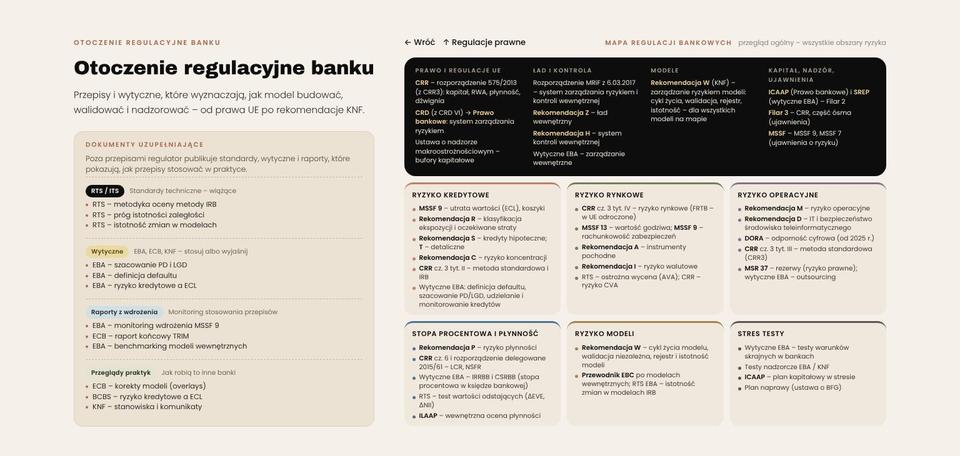 OTOCZENIE REGULACYJNE BANKU
Otoczenie regulacyjne banku
Przepisy i wytyczne, które wyznaczają, jak model budować,
walidować i nadzorować – od prawa UE po rekomendacje KNF.
DOKUMENTY UZUPEŁNIAJĄCE
Poza przepisami regulator publikuje standardy, wytyczne i raporty, które
pokazują, jak przepisy stosować w praktyce.
RTS / ITS Standardy techniczne – wiążące
• RTS – metodyka oceny metody IRB
• RTS – próg istotności zaległości
• RTS – istotność zmian w modelach
Wytyczne EBA, ECB, KNF – stosuj albo wyjaśnij
• EBA – szacowanie PD i LGD
• EBA – definicja defaultu
• EBA – ryzyko kredytowe a ECL
Raporty z wdrożenia Monitoring stosowania przepisów
• EBA – monitoring wdrożenia MSSF 9
• ECB – raport końcowy TRIM
• EBA – benchmarking modeli wewnętrznych
Przeglądy praktyk Jak robią to inne banki
• ECB – korekty modeli (overlays)
• BCBS – ryzyko kredytowe a ECL
• KNF – stanowiska i komunikaty
← Wróć ↑ Regulacje prawne
MAPA REGULACJI BANKOWYCH przegląd ogólny – wszystkie obszary ryzyka
PRAWO I REGULACJE UE
CRR – rozporządzenie 575/2013
(z CRR3): kapitał, RWA, płynność,
dźwignia
CRD (z CRD VI) → Prawo
bankowe: system zarządzania
ryzykiem
Ustawa o nadzorze
makroostrożnościowym –
bufory kapitałowe
ŁAD I KONTROLA
Rozporządzenie MRiF z 6.03.2017
– system zarządzania ryzykiem i
kontroli wewnętrznej
Rekomendacja Z – ład
wewnętrzny
Rekomendacja H – system
kontroli wewnętrznej
Wytyczne EBA – zarządzanie
wewnętrzne
MODELE
Rekomendacja W (KNF) –
zarządzanie ryzykiem modeli:
cykl życia, walidacja, rejestr,
istotność – dla wszystkich
modeli na mapie
KAPITAŁ, NADZÓR,
UJAWNIENIA
ICAAP (Prawo bankowe) i SREP
(wytyczne EBA) – Filar 2
Filar 3 – CRR, część ósma
(ujawnienia)
MSSF – MSSF 9, MSSF 7
(ujawnienia o ryzyku)
RYZYKO KREDYTOWE
• MSSF 9 – utrata wartości (ECL), koszyki
• Rekomendacja R – klasyfikacja
ekspozycji i oczekiwane straty
• Rekomendacja S – kredyty hipoteczne;
T – detaliczne
• Rekomendacja C – ryzyko koncentracji
• CRR cz. 3 tyt. II – metoda standardowa i
IRB
• Wytyczne EBA: definicja defaultu,
szacowanie PD/LGD, udzielanie i
monitorowanie kredytów
RYZYKO RYNKOWE
• CRR cz. 3 tyt. IV – ryzyko rynkowe (FRTB –
w UE odroczone)
• MSSF 13 – wartość godziwa; MSSF 9 –
rachunkowość zabezpieczeń
• Rekomendacja A – instrumenty
pochodne
• Rekomendacja I – ryzyko walutowe
• RTS – ostrożna wycena (AVA); CRR –
ryzyko CVA
RYZYKO OPERACYJNE
• Rekomendacja M – ryzyko operacyjne
• Rekomendacja D – IT i bezpieczeństwo
środowiska teleinformatycznego
• DORA – odporność cyfrowa (od 2025 r.)
• CRR cz. 3 tyt. III – metoda standardowa
(CRR3)
• MSR 37 – rezerwy (ryzyko prawne);
wytyczne EBA – outsourcing
STOPA PROCENTOWA I PŁYNNOŚĆ
• Rekomendacja P – ryzyko płynności
• CRR cz. 6 i rozporządzenie delegowane
2015/61 – LCR, NSFR
• Wytyczne EBA – IRRBB i CSRBB (stopa
procentowa w księdze bankowej)
• RTS – test wartości odstających (ΔEVE,
ΔNII)
• ILAAP – wewnętrzna ocena płynności
RYZYKO MODELI
• Rekomendacja W – cykl życia modelu,
walidacja niezależna, rejestr i istotność
modeli
• Przewodnik EBC po modelach
wewnętrznych; RTS EBA – istotność
zmian w modelach IRB
STRES TESTY
• Wytyczne EBA – testy warunków
skrajnych w bankach
• Testy nadzorcze EBA / KNF
• ICAAP – plan kapitałowy w stresie
• Plan naprawy (ustawa o BFG)